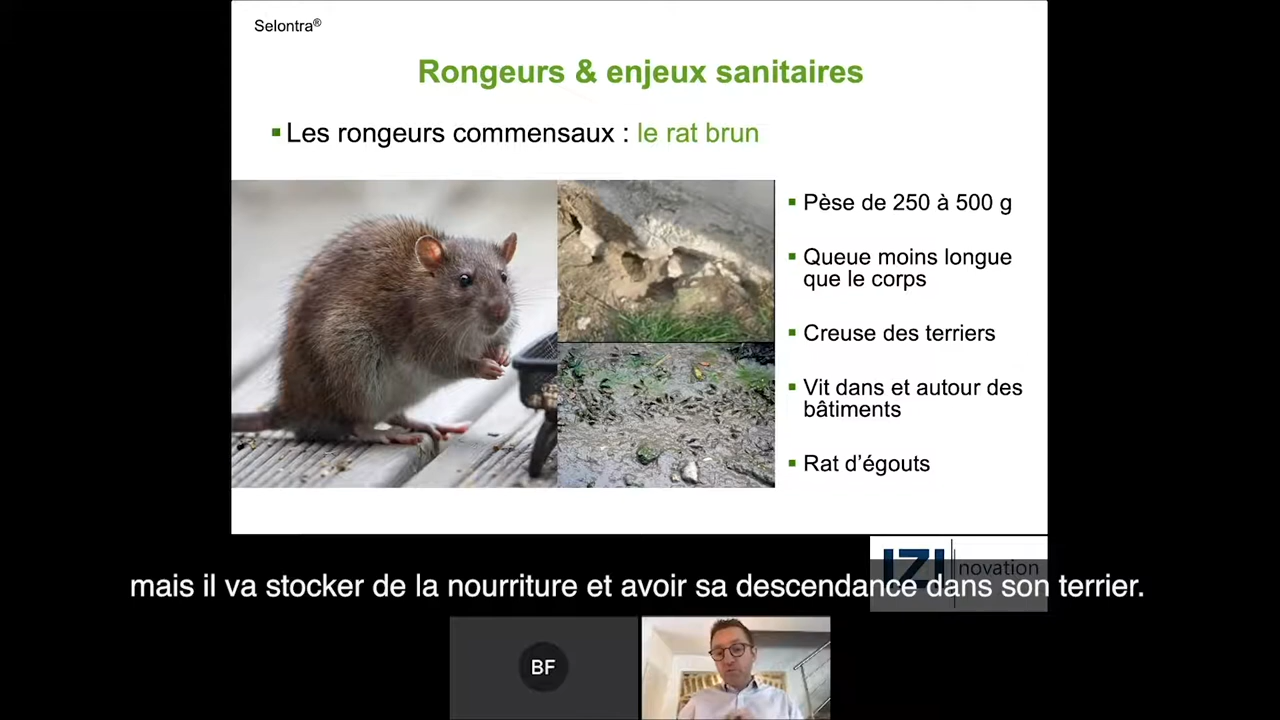 Selontra®
Rongeurs & enjeux sanitaires
▪Les rongeurs commensaux : le rat brun
▪ Pèse de 250 à 500 g
▪ Queue moins longue
que le corps
▪ Creuse des terriers
▪ Vit dans et autour des
bâtiments
▪ Rat d’égouts
IZI novation
mais il va stocker de la nourriture et avoir sa descendance dans son terrier.
BF